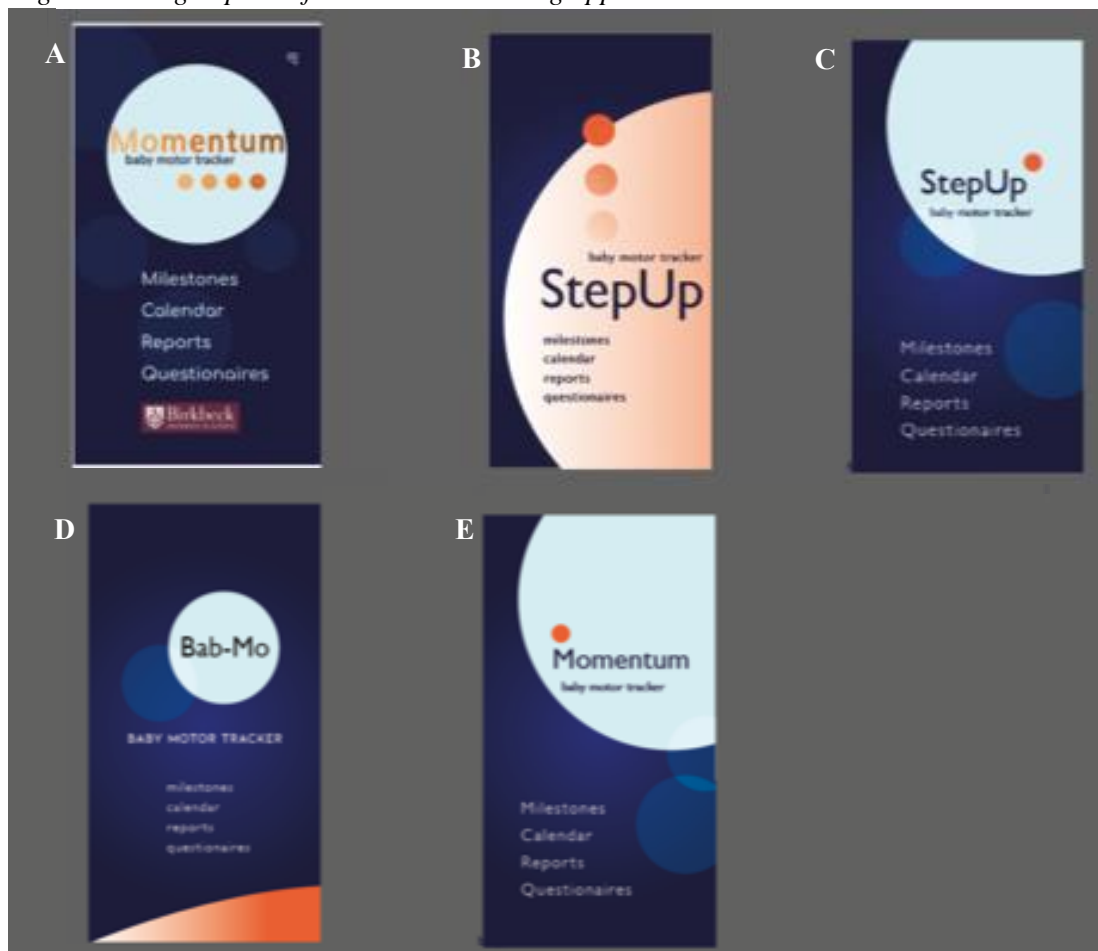 A
Momentum
baby motor tracker
Milestones
Calendar
Reports
Questionaires
Birkbeck
B
baby motor tracker
StepUp
milestones
calendar
reports
questionaires
C
StepUp
baby motor tracker
Milestones
Calendar
Reports
Questionaires
D
Bab-Mo
BABY MOTOR TRACKER
milestones
calendar
reports
questionaires
E
Momentum
baby motor tracker
Milestones
Calendar
Reports
Questionaires